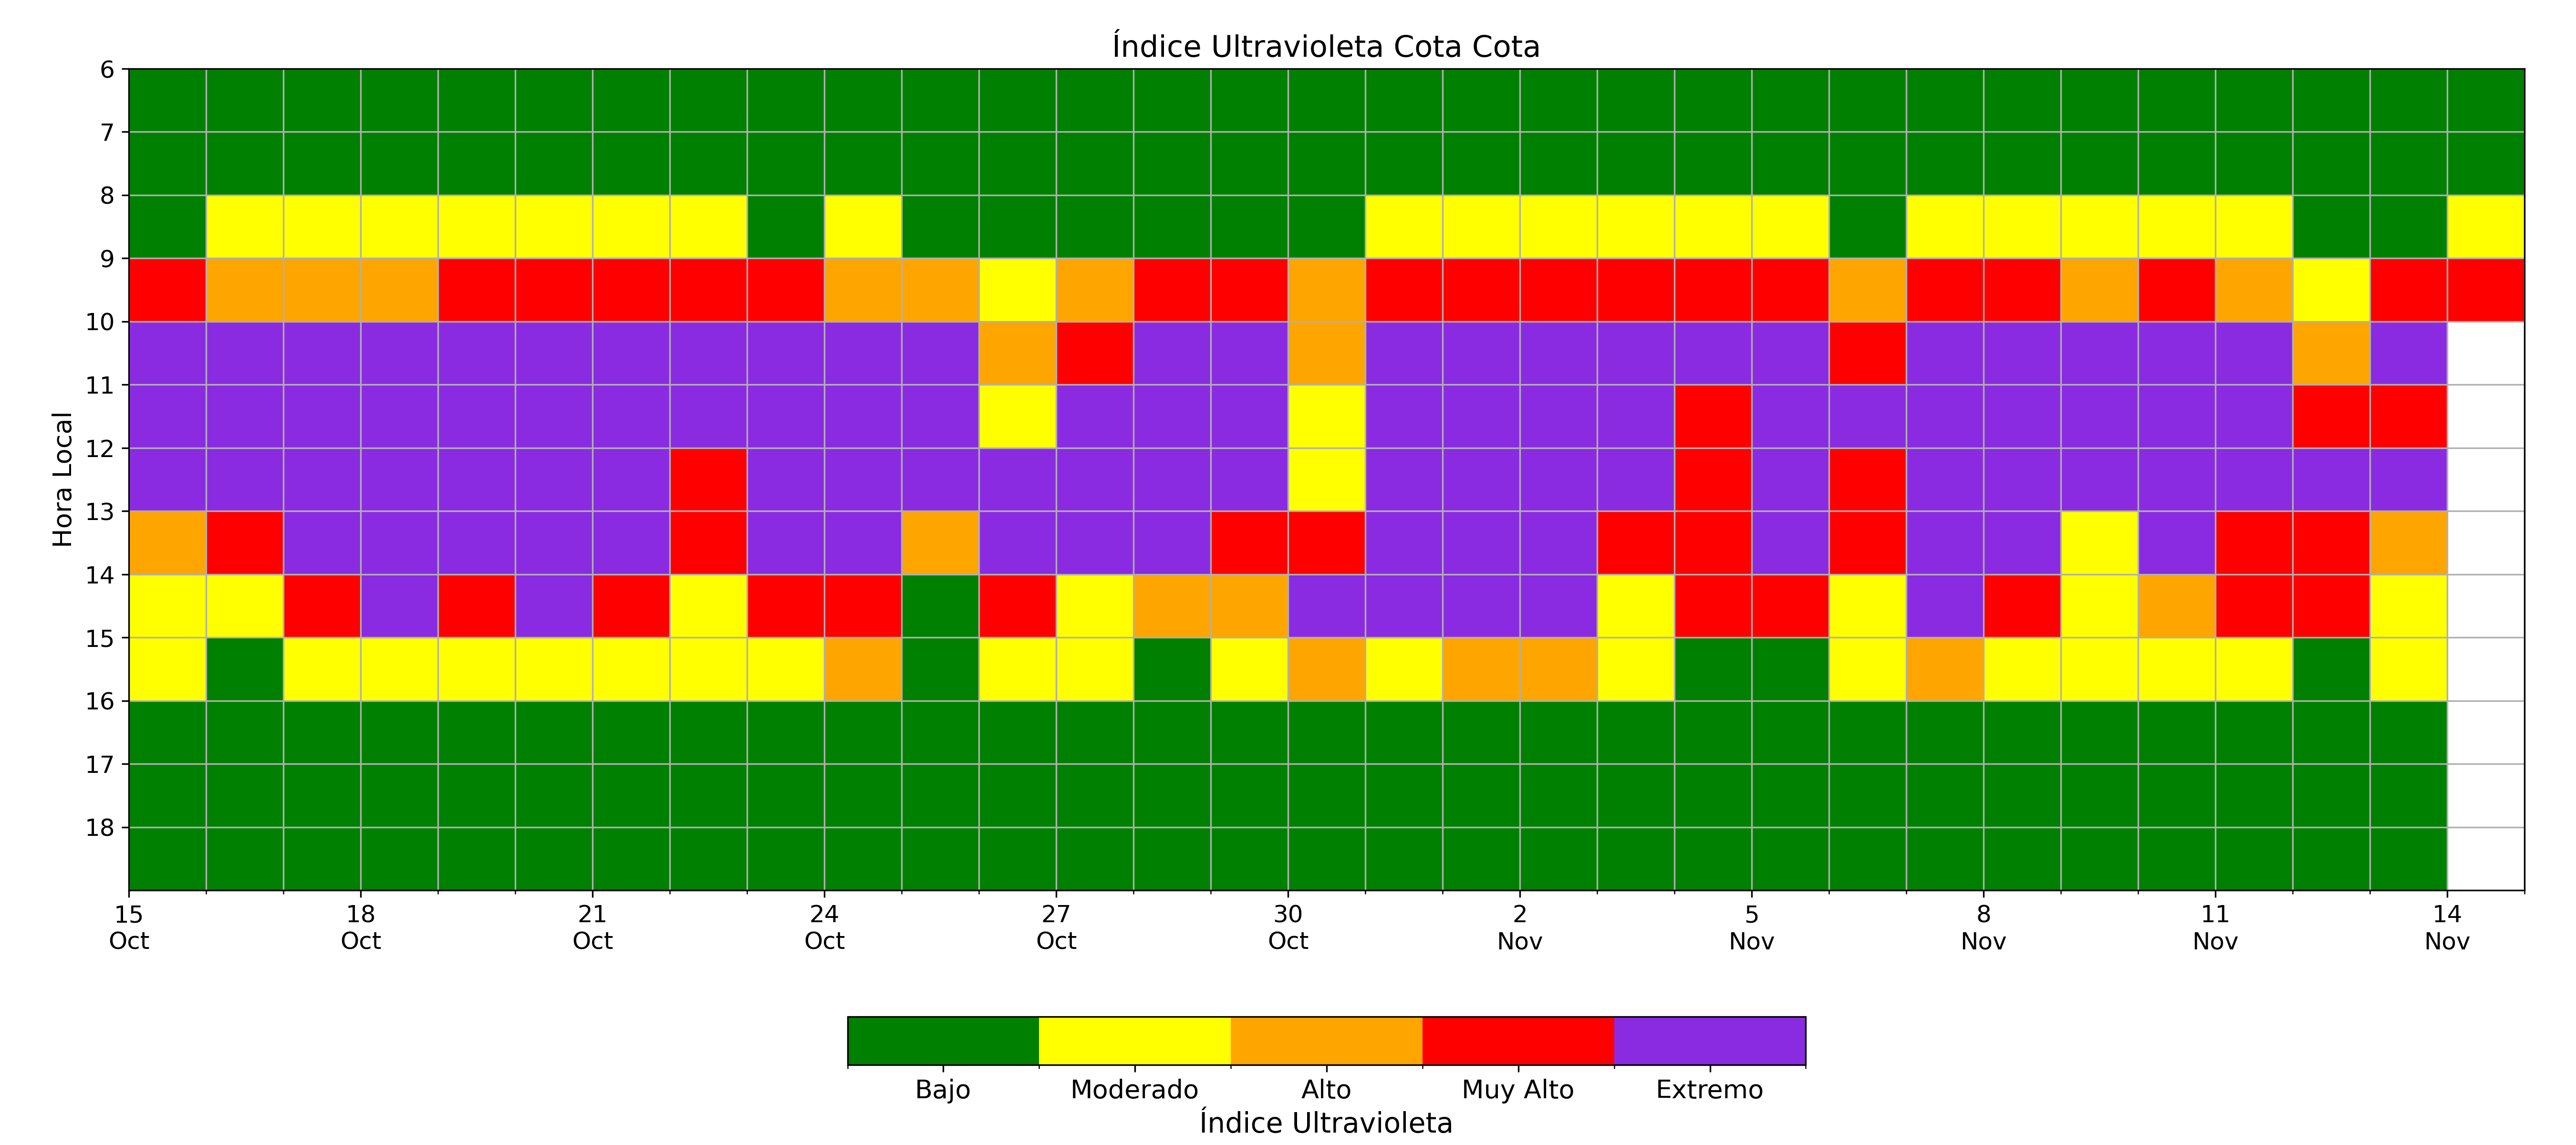 Índice Ultravioleta Cota Cota
6
7
8
9
10
11
12
13
14
15
16
17
18
Hora Local
15 18 21 24 27 30 2 5 8 11 14
Oct Oct Oct Oct Oct Oct Nov Nov Nov Nov Nov
Bajo Moderado Alto Muy Alto Extremo
Índice Ultravioleta